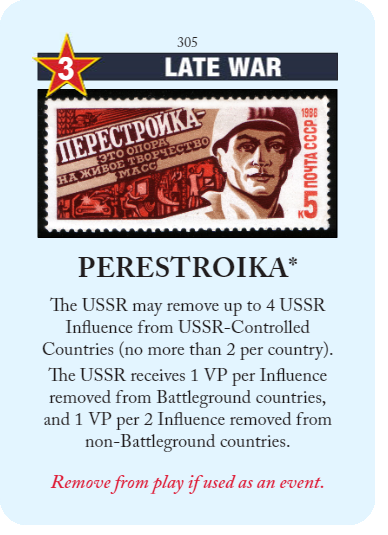 305
3
LATE WAR
ПЕРЕСТРОЙКА-
ЭТО ОПОРА
НА ЖИВОЕ ТВОРЧЕСТВО
МАСС
1988
ПОЧТА СССР
5К
PERESTROIKA*
The USSR may remove up to 4 USSR
Influence from USSR-Controlled
Countries (no more than 2 per country).
The USSR receives 1 VP per Influence
removed from Battleground countries,
and 1 VP per 2 Influence removed from
non-Battleground countries.
Remove from play if used as an event.